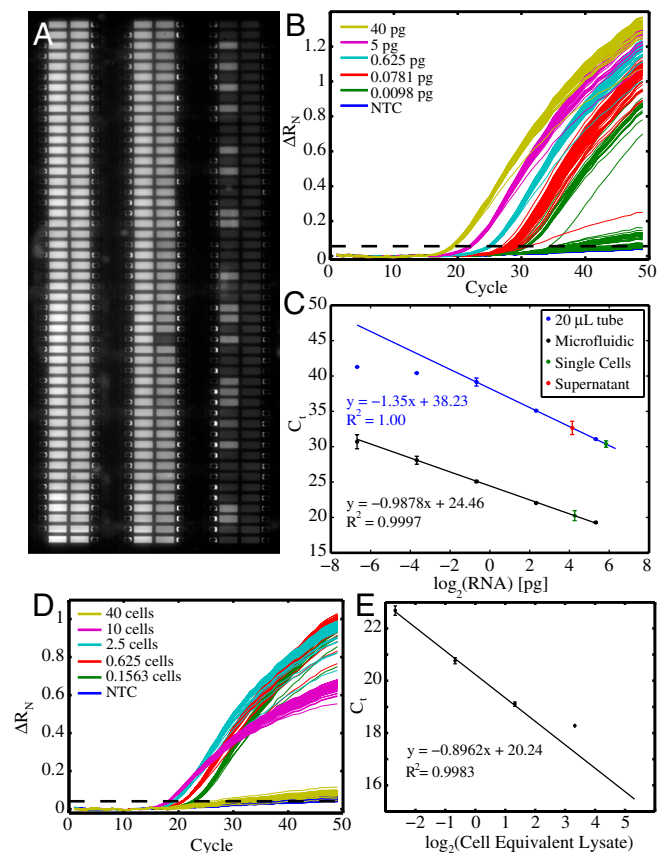 A
B
40 pg
5 pg
0.625 pg
0.0781 pg
0.0098 pg
NTC
ΔR_N
1.2
1
0.8
0.6
0.4
0.2
0
0 10 20 30 40 50
Cycle
C
20 µL tube
Microfluidic
Single Cells
Supernatant
C_t
50
45
40
35
30
25
20
15
y = −1.35x + 38.23
R² = 1.00
y = −0.9878x + 24.46
R² = 0.9997
−8 −6 −4 −2 0 2 4 6 8
log₂(RNA) [pg]
D
40 cells
10 cells
2.5 cells
0.625 cells
0.1563 cells
NTC
ΔR_N
1
0.8
0.6
0.4
0.2
0
0 10 20 30 40 50
Cycle
E
C_t
22
20
18
16
y = −0.8962x + 20.24
R² = 0.9983
−2 −1 0 1 2 3 4 5
log₂(Cell Equivalent Lysate)